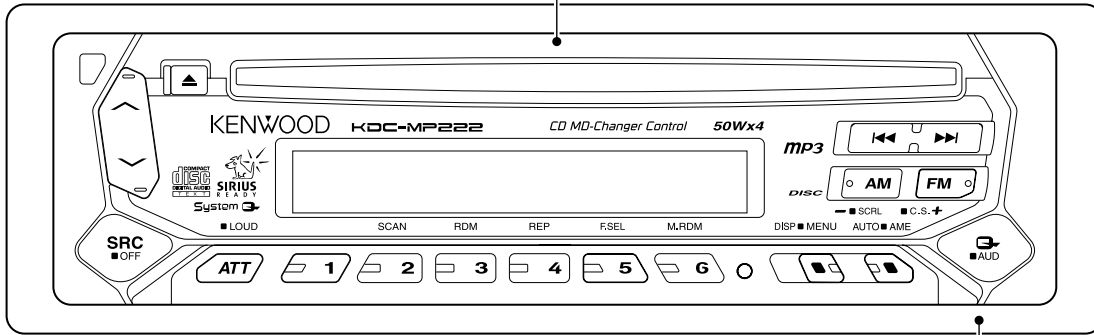 KENWOOD KDC-MP222 CD MD-Changer Control 50Wx4
MP3
COMPACT
disc
DIGITAL AUDIO
TEXT
SIRIUS
READY
DISC
AM FM
System Q
− ■ SCRL ■ C.S. +
SRC
■ OFF
■ LOUD SCAN RDM REP F.SEL M.RDM DISP ■ MENU AUTO ■ AME
Q
■ AUD
ATT 1 2 3 4 5 6